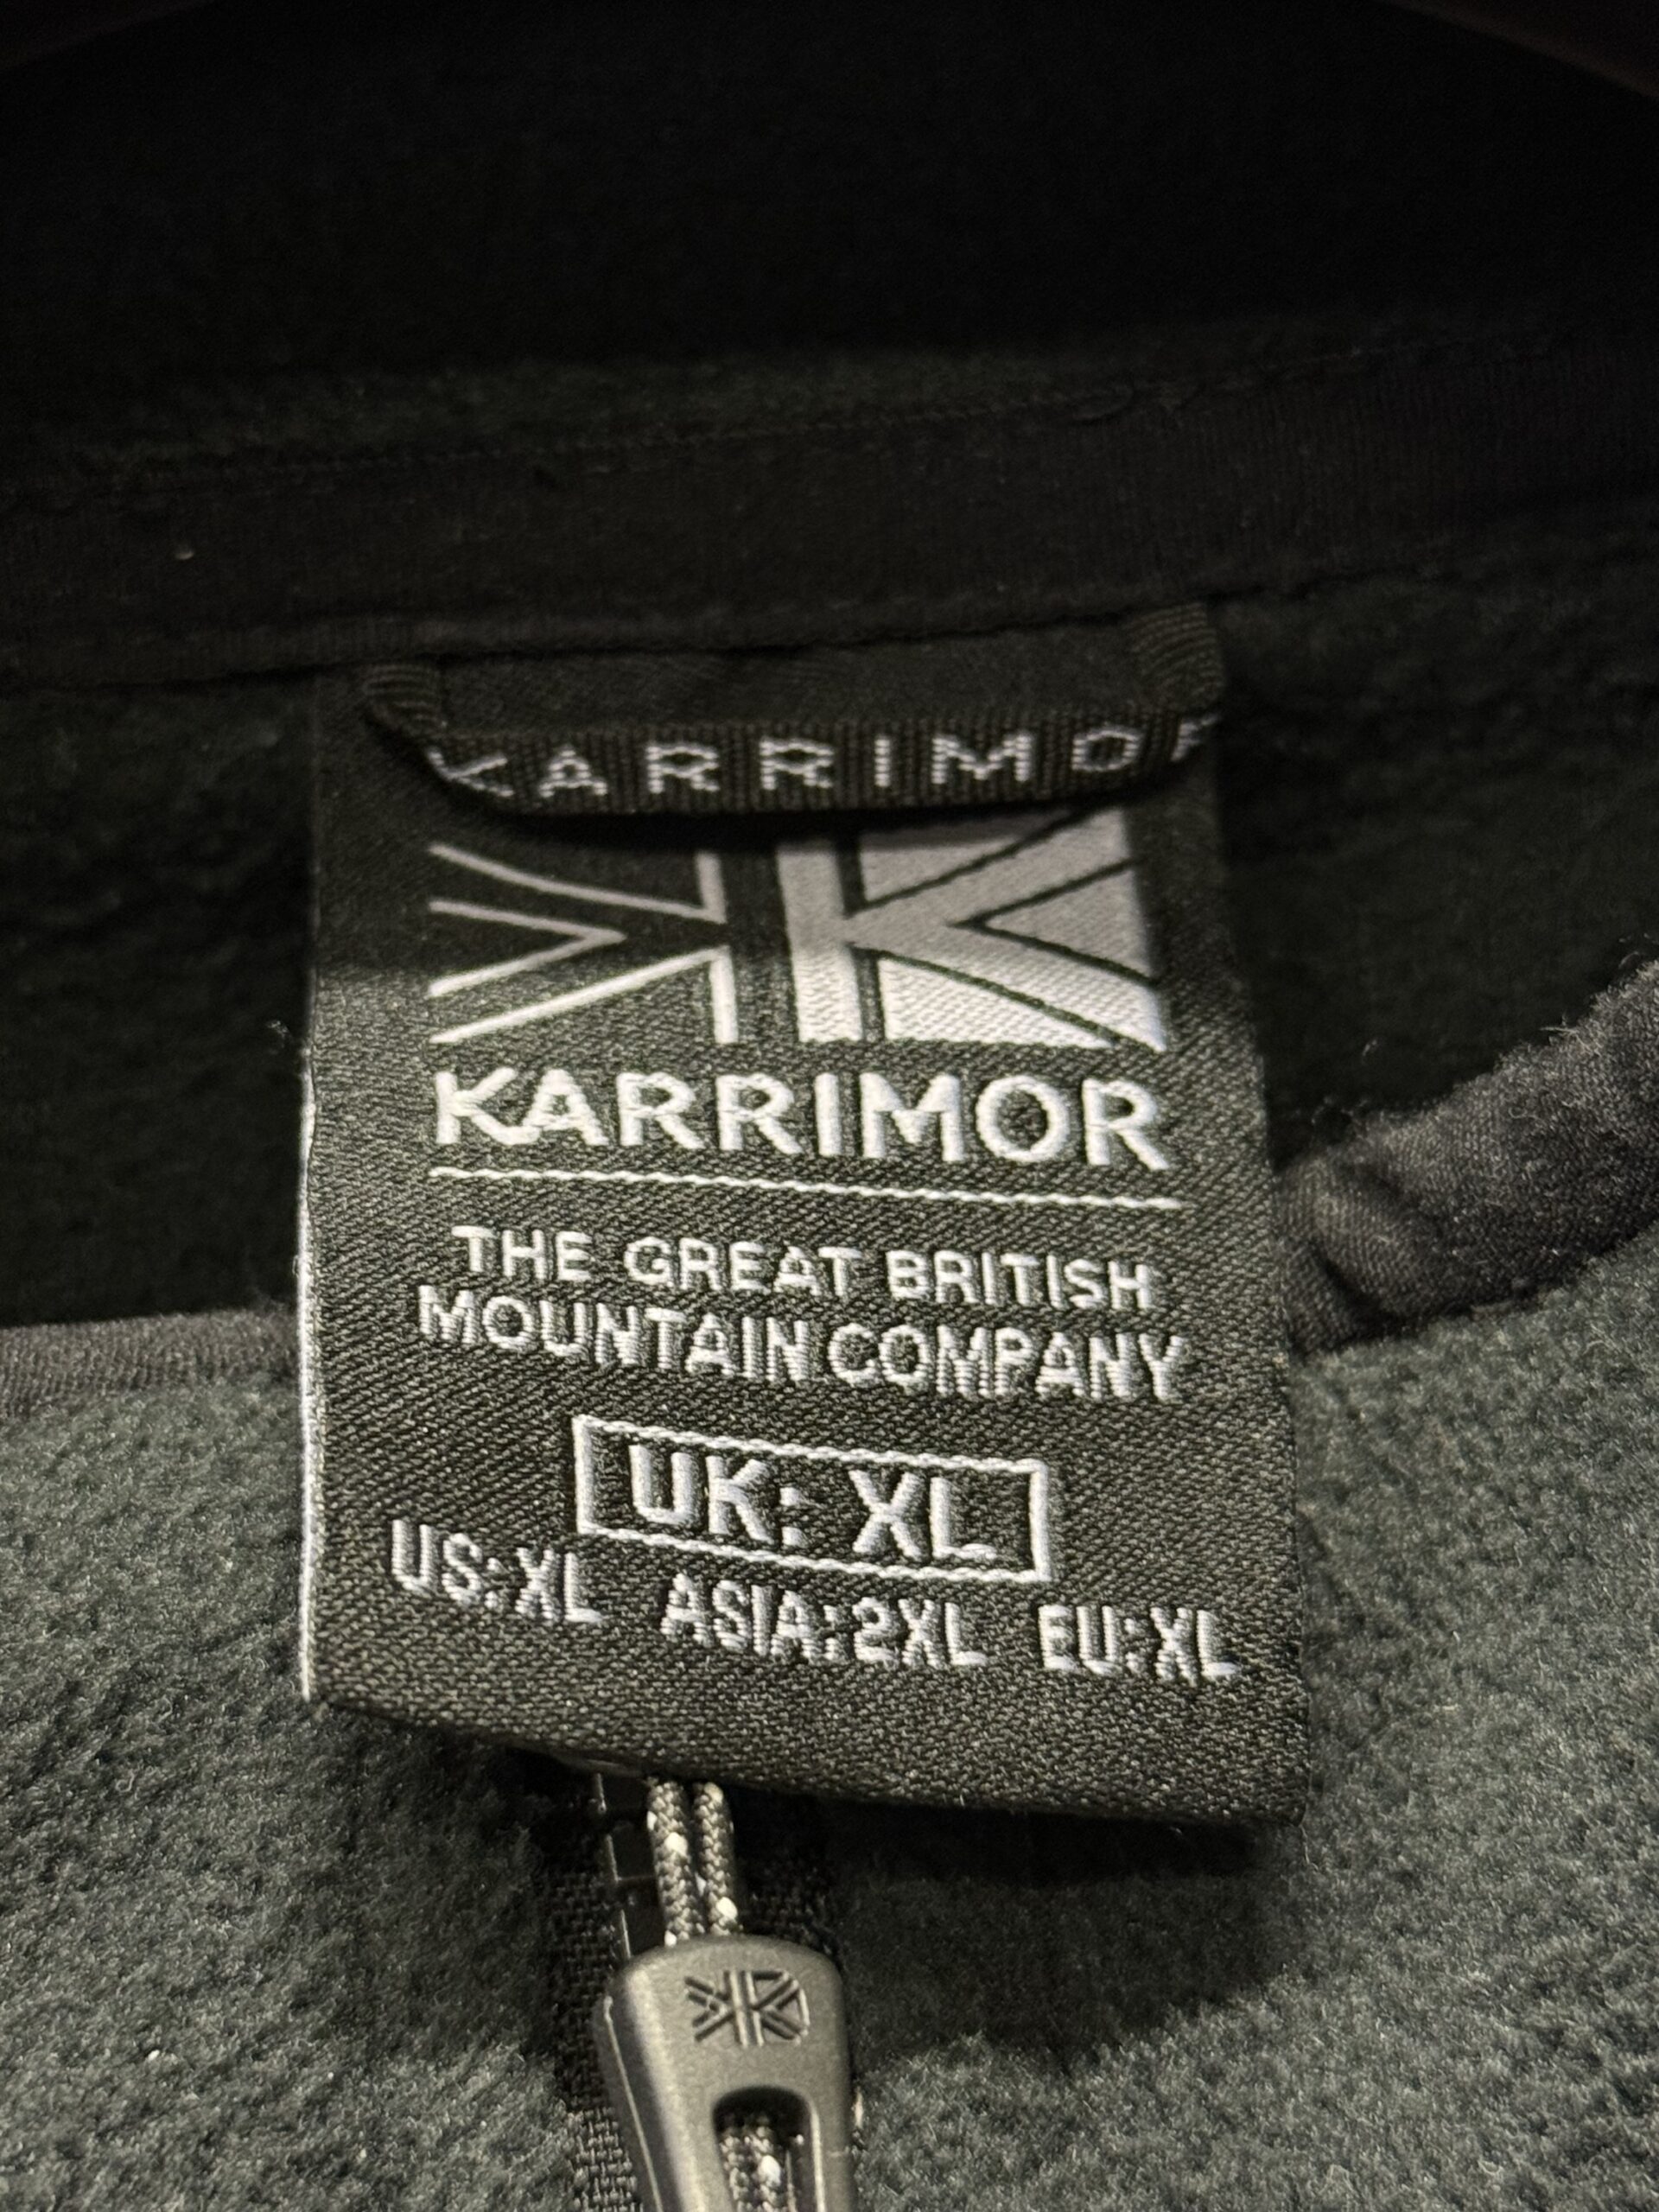 KARRIMOR
KARRIMOR
THE GREAT BRITISH
MOUNTAIN COMPANY
UK: XL
US:XL ASIA:2XL EU:XL